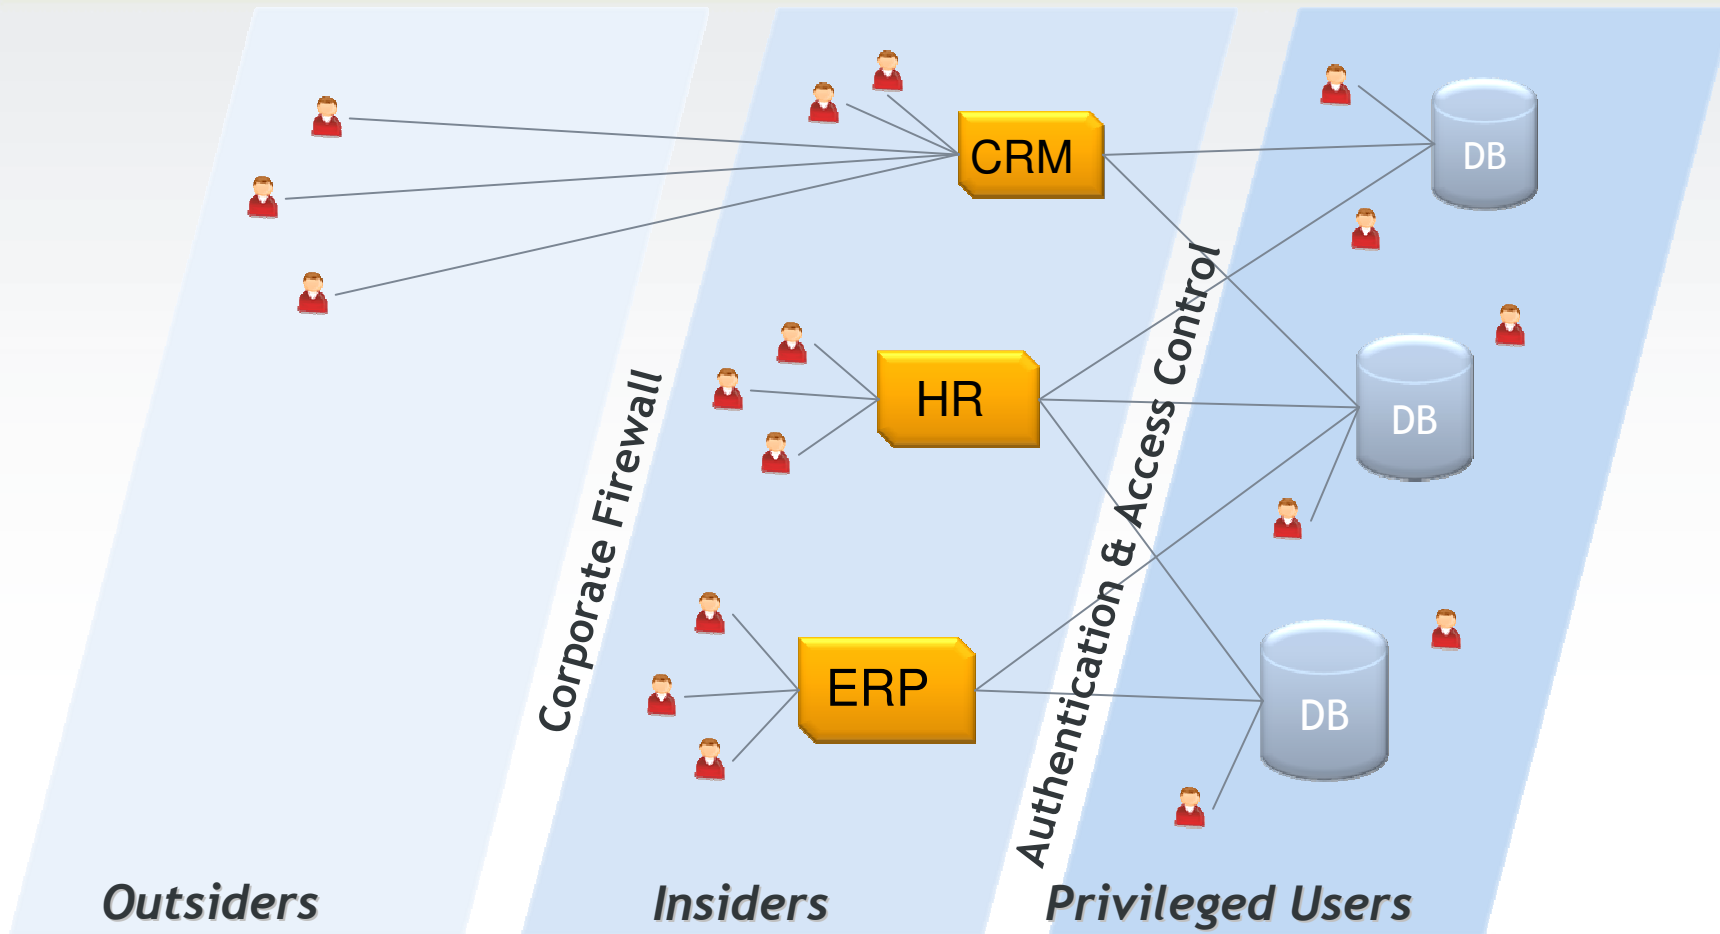 CRM
DB
HR
DB
ERP
DB
Corporate Firewall
Authentication & Access Control
Outsiders
Insiders
Privileged Users